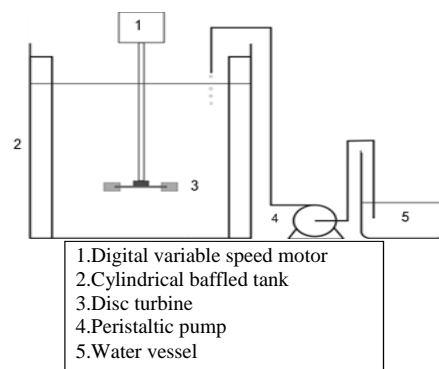 1
2
3
4
5
1.Digital variable speed motor
2.Cylindrical baffled tank
3.Disc turbine
4.Peristaltic pump
5.Water vessel